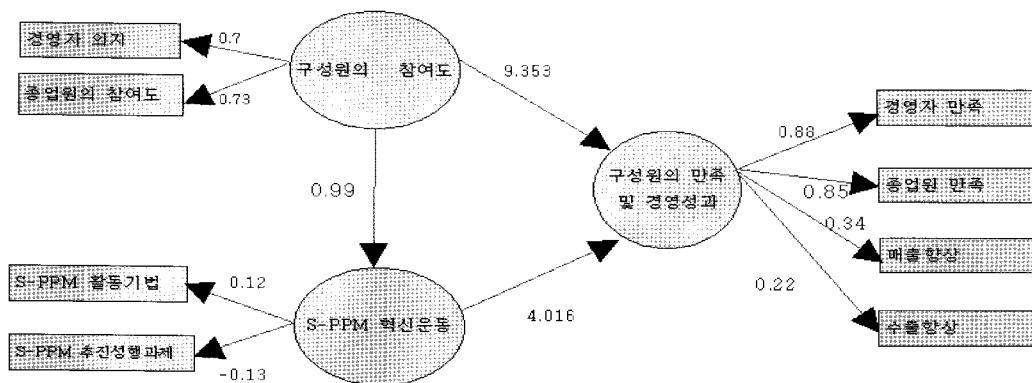 경영자 의지
0.7
종업원의 참여도
0.73
구성원의 참여도
9.353
0.99
구성원의 만족
및 경영성과
경영자 만족
0.88
종업원 만족
0.85
0.34
매출향상
0.22
수출향상
S-PPM 활동기법
0.12
S-PPM 혁신운동
4.016
S-PPM 추진성행과제
-0.13